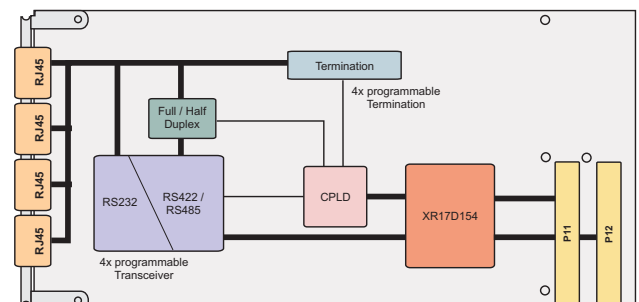 RJ45
RJ45
RJ45
RJ45
Termination
4x programmable
Termination
Full / Half
Duplex
RS232
RS422 /
RS485
4x programmable
Transceiver
CPLD
XR17D154
P11
P12